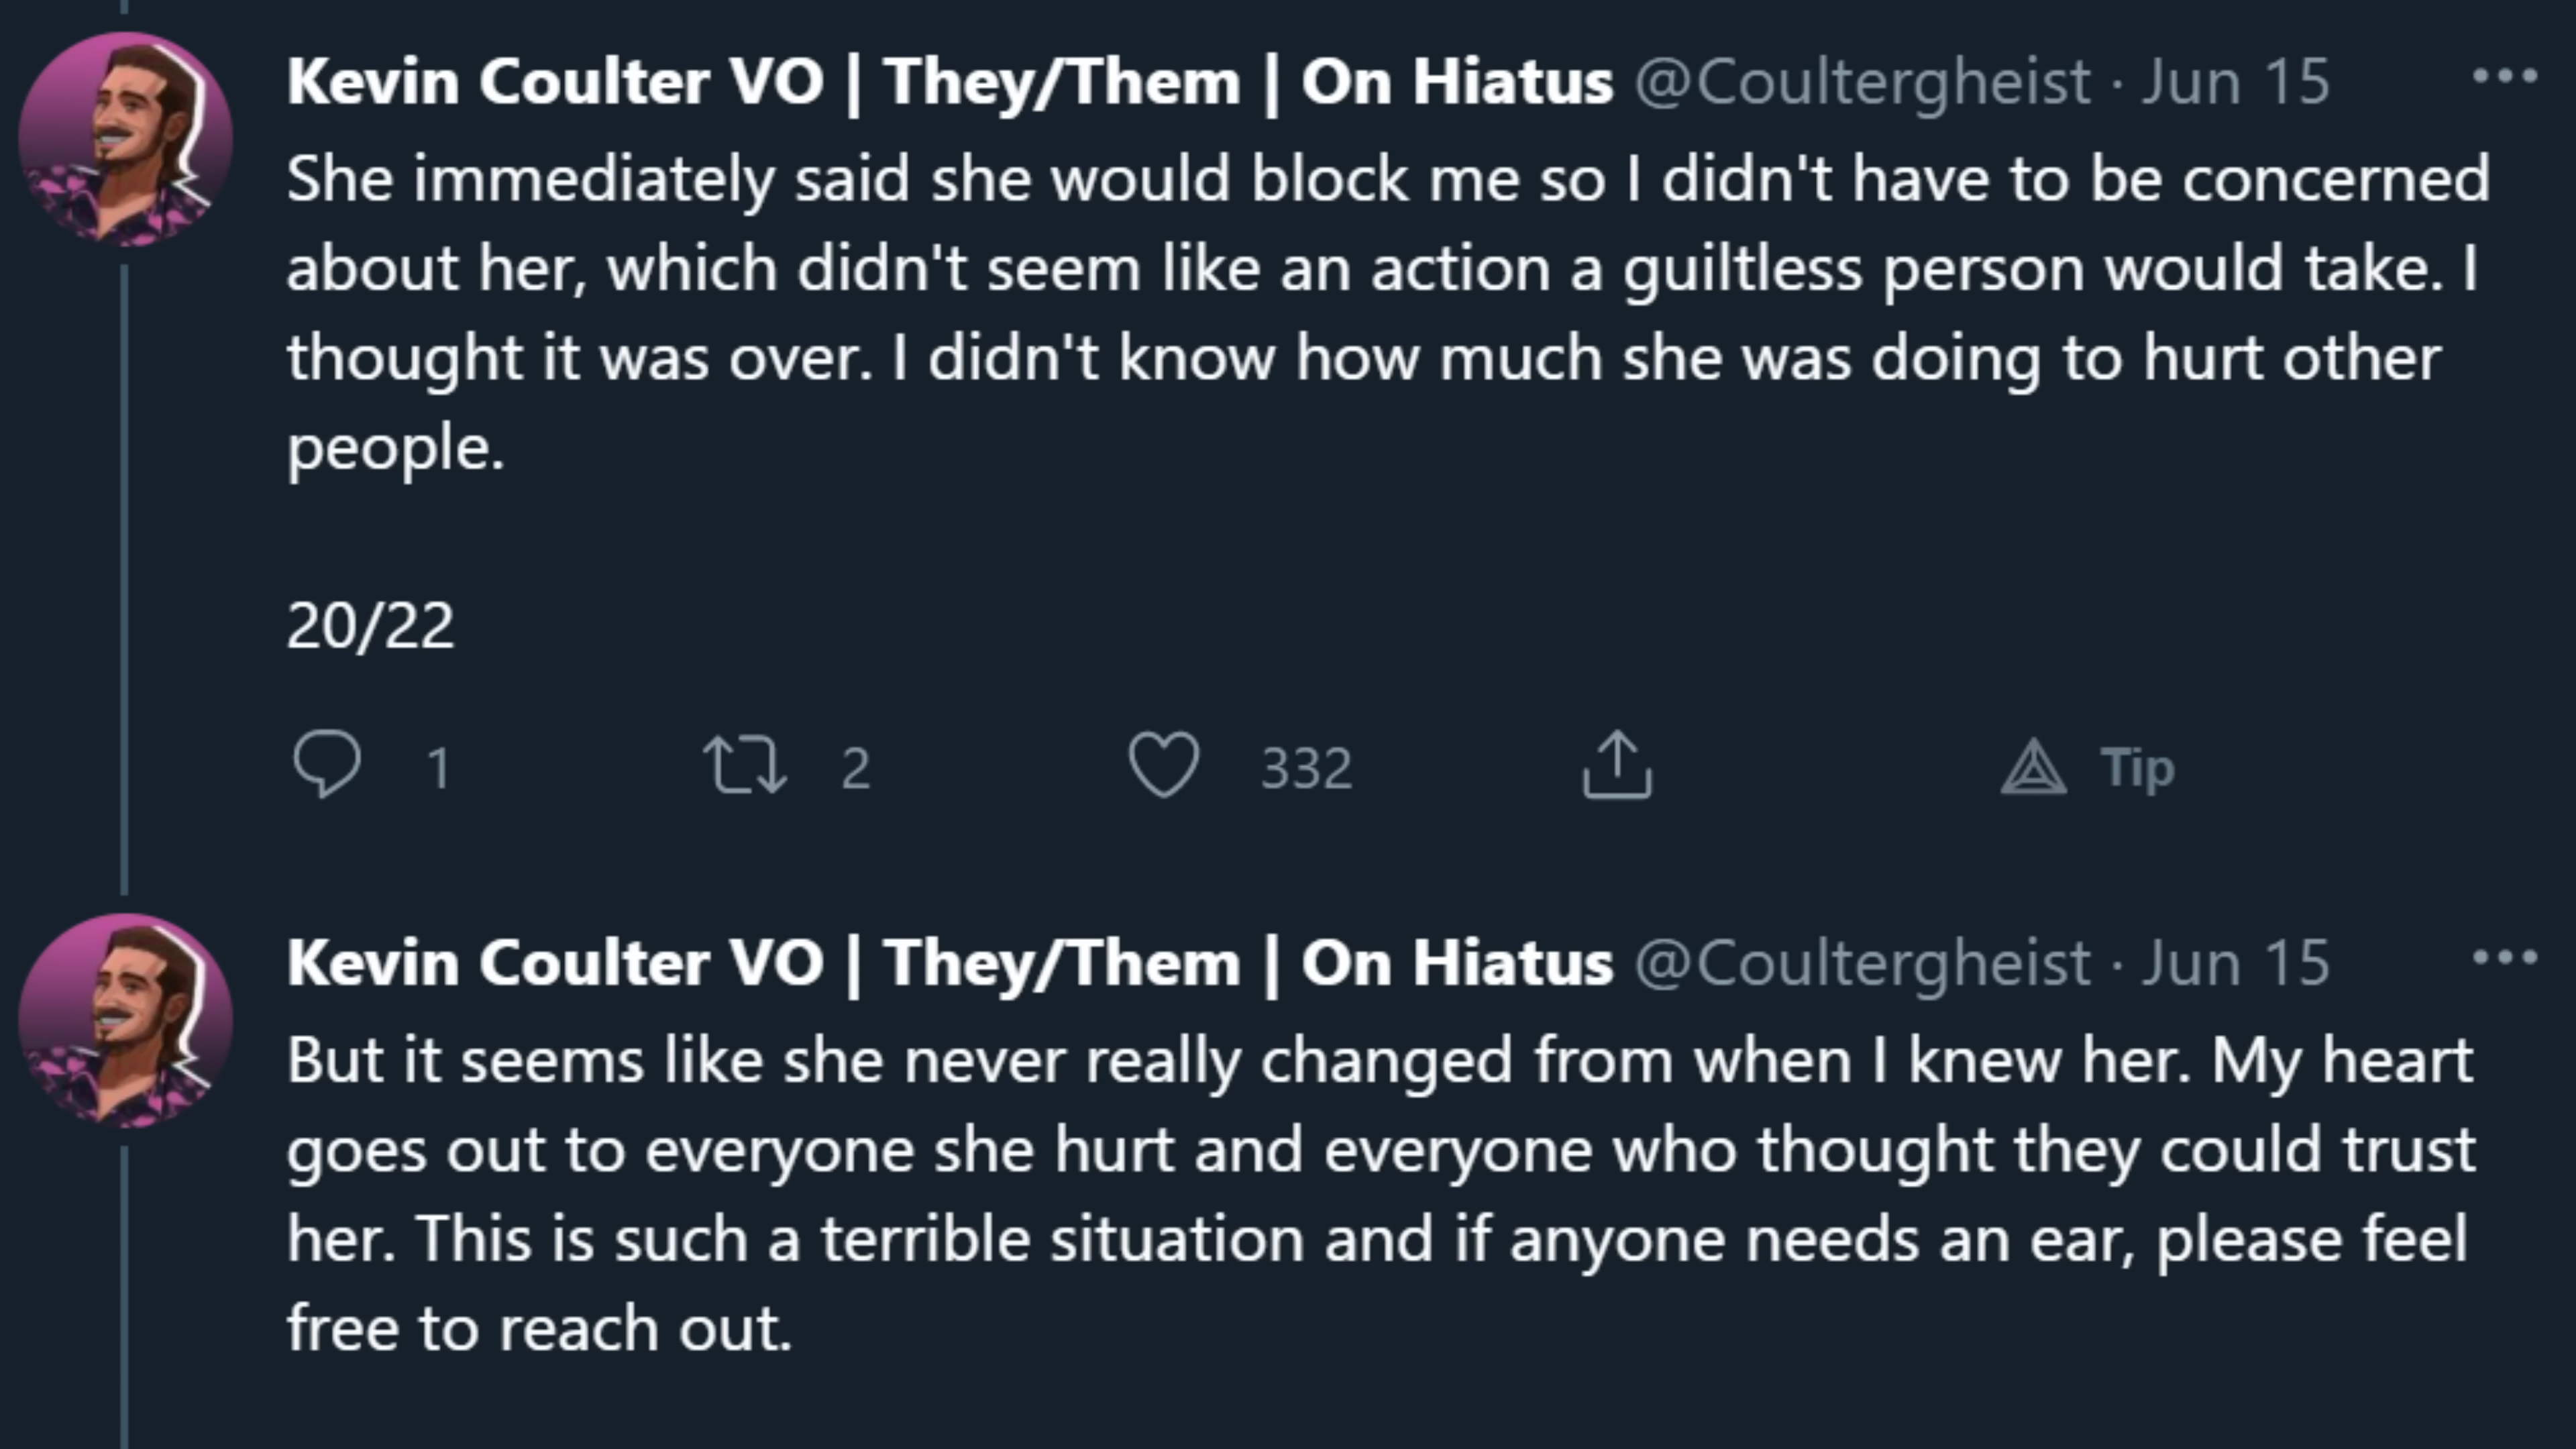 Kevin Coulter VO | They/Them | On Hiatus @Coultergheist · Jun 15
She immediately said she would block me so I didn't have to be concerned
about her, which didn't seem like an action a guiltless person would take. I
thought it was over. I didn't know how much she was doing to hurt other
people.
20/22
1 2 332 Tip
Kevin Coulter VO | They/Them | On Hiatus @Coultergheist · Jun 15
But it seems like she never really changed from when I knew her. My heart
goes out to everyone she hurt and everyone who thought they could trust
her. This is such a terrible situation and if anyone needs an ear, please feel
free to reach out.